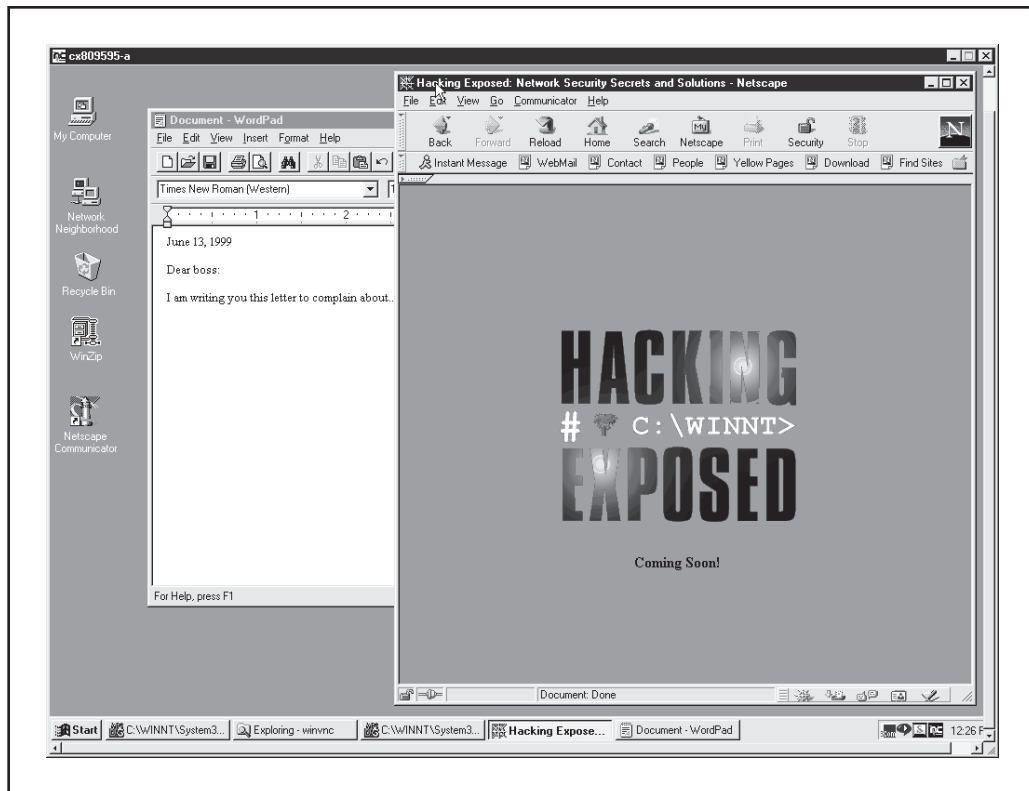 cx809595-a
My Computer
Network
Neighborhood
Recycle Bin
WinZip
Netscape
Communicator
Document - WordPad
File Edit View Insert Format Help
Times New Roman (Western)
1 2
June 13, 1999
Dear boss:
I am writing you this letter to complain about..
For Help, press F1
Hacking Exposed: Network Security Secrets and Solutions - Netscape
File Edit View Go Communicator Help
Back Forward Reload Home Search Netscape Print Security Stop
N
Instant Message WebMail Contact People Yellow Pages Download Find Sites
HACKING
# C:\WINNT>
EXPOSED
Coming Soon!
Document: Done
Start C:\WINNT\System3... Exploring - winvnc C:\WINNT\System3... Hacking Expose... Document - WordPad 12:26